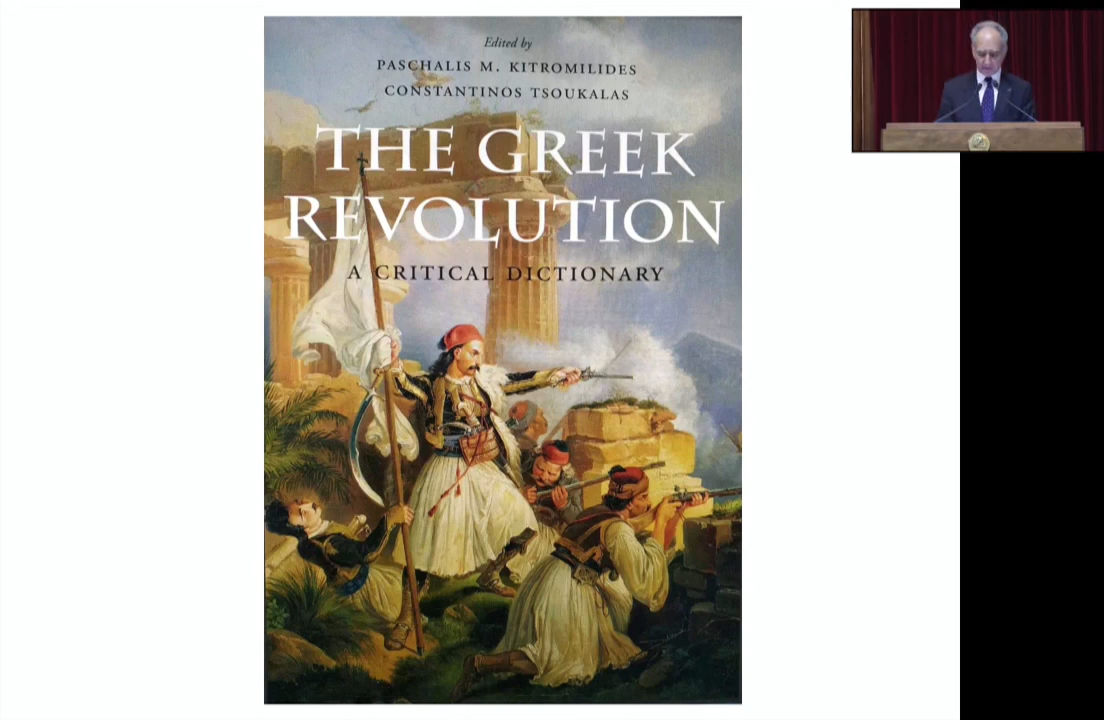 Edited by
PASCHALIS M. KITROMILIDES
CONSTANTINOS TSOUKALAS
THE GREEK
REVOLUTION
A CRITICAL DICTIONARY